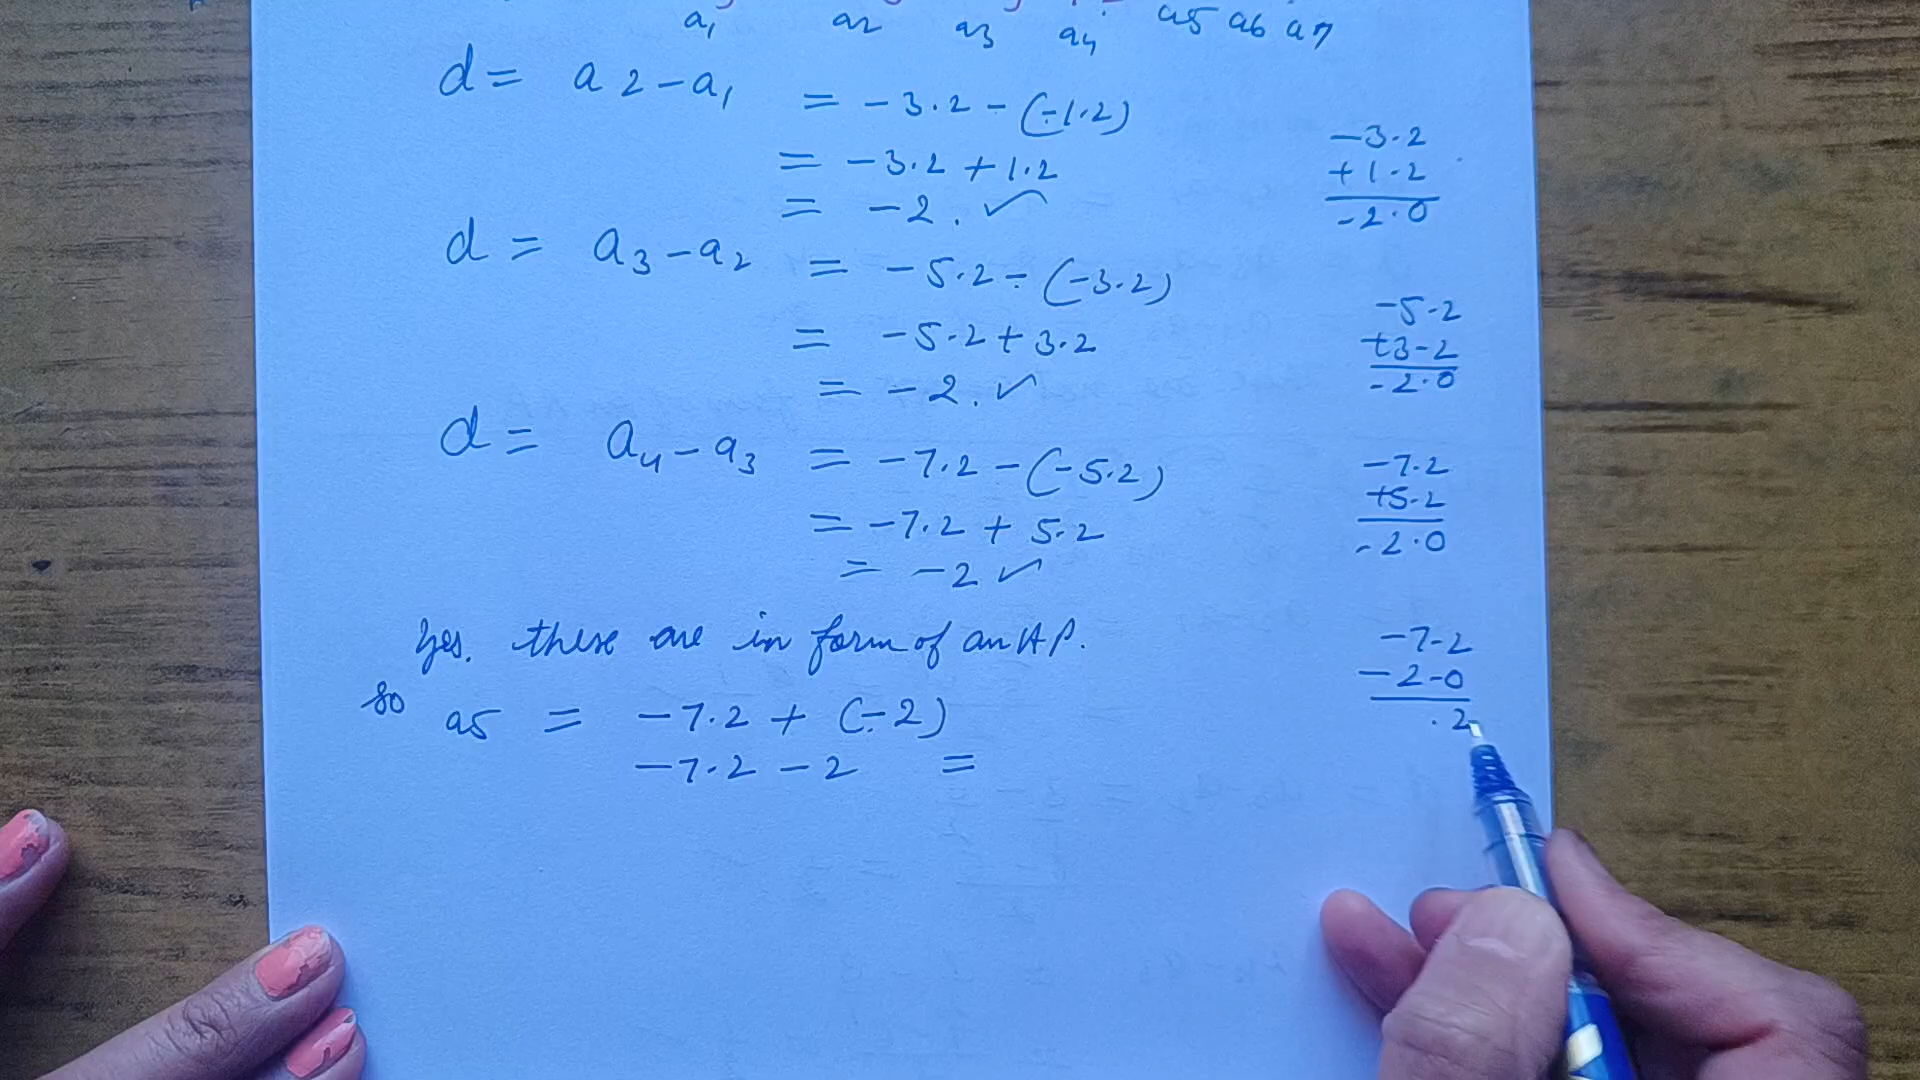 a1 a2 a3 a4 a5 a6 a7
d = a2 - a1 = -3.2 - (-1.2)
= -3.2 + 1.2
= -2. ✓
-3.2
+1.2
-2.0
d = a3 - a2 = -5.2 - (-3.2)
= -5.2 + 3.2
= -2. ✓
-5.2
+3.2
-2.0
d = a4 - a3 = -7.2 - (-5.2)
= -7.2 + 5.2
= -2 ✓
-7.2
+5.2
-2.0
Yes. these are in form of an AP.
so a5 = -7.2 + (-2)
-7.2 - 2 =
-7.2
-2.0
.2